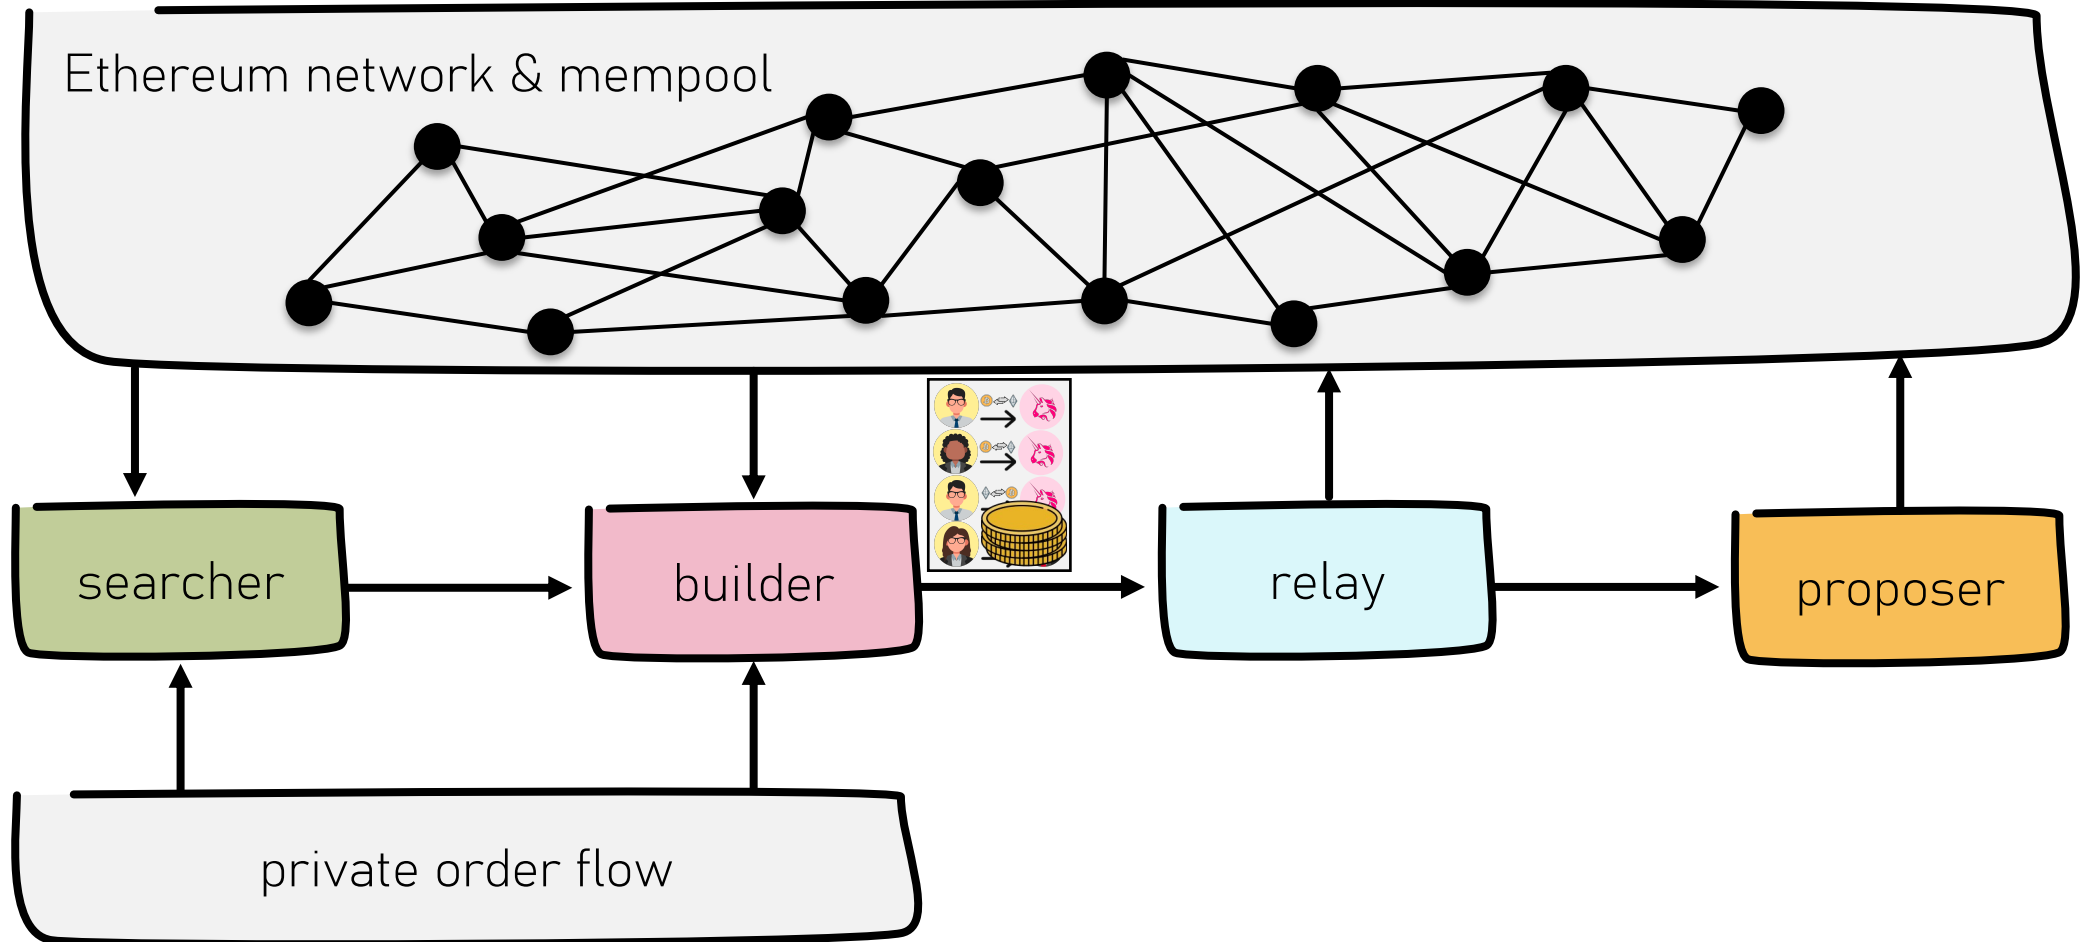 Ethereum network & mempool
searcher
builder
relay
proposer
private order flow